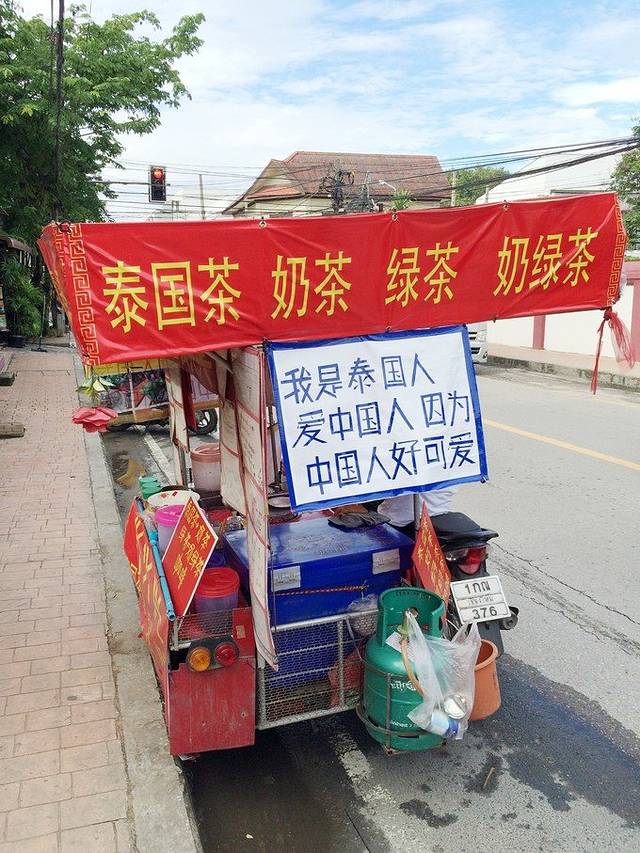 泰国茶 奶茶 绿茶 奶绿茶
我是泰国人
爱中国人 因为
中国人好可爱
1กณ
376